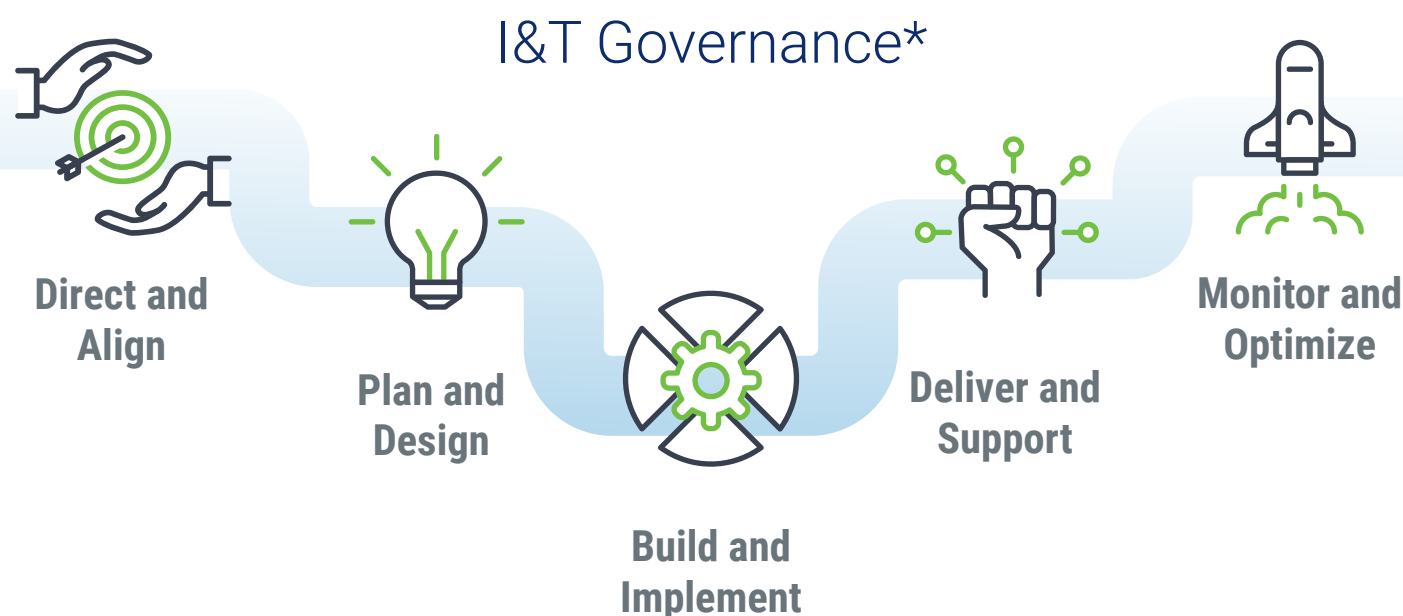 I&T Governance*
Direct and
Align
Plan and
Design
Build and
Implement
Deliver and
Support
Monitor and
Optimize